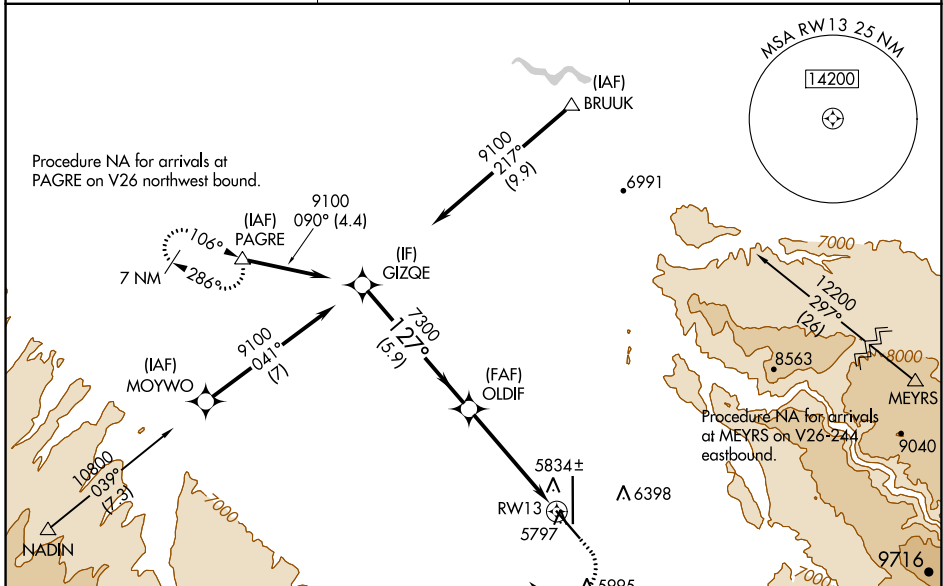 MSA RW13 25 NM
14200
(IAF)
BRUUK
9100
217°
(9.9)
Procedure NA for arrivals at
PAGRE on V26 northwest bound.
6991
9100
090° (4.4)
(IAF)
PAGRE
106°
286°
7 NM
(IF)
GIZQE
7000
12200
297°
(26)
7300
127°
(5.9)
9100
041°
(7)
8000
8563
(IAF)
MOYWO
(FAF)
OLDIF
MEYRS
Procedure NA for arrivals
at MEYRS on V26-244
eastbound.
9040
10800
039°
(7.3)
5834±
6398
7000
RW13
5797
NADIN
9716
7000
5995